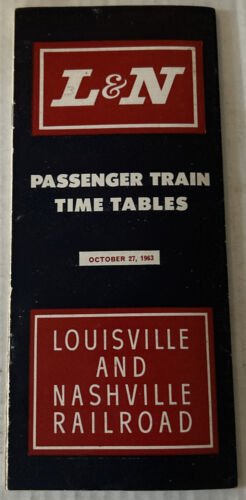 L&N
PASSENGER TRAIN
TIME TABLES
OCTOBER 27, 1963
LOUISVILLE
AND
NASHVILLE
RAILROAD